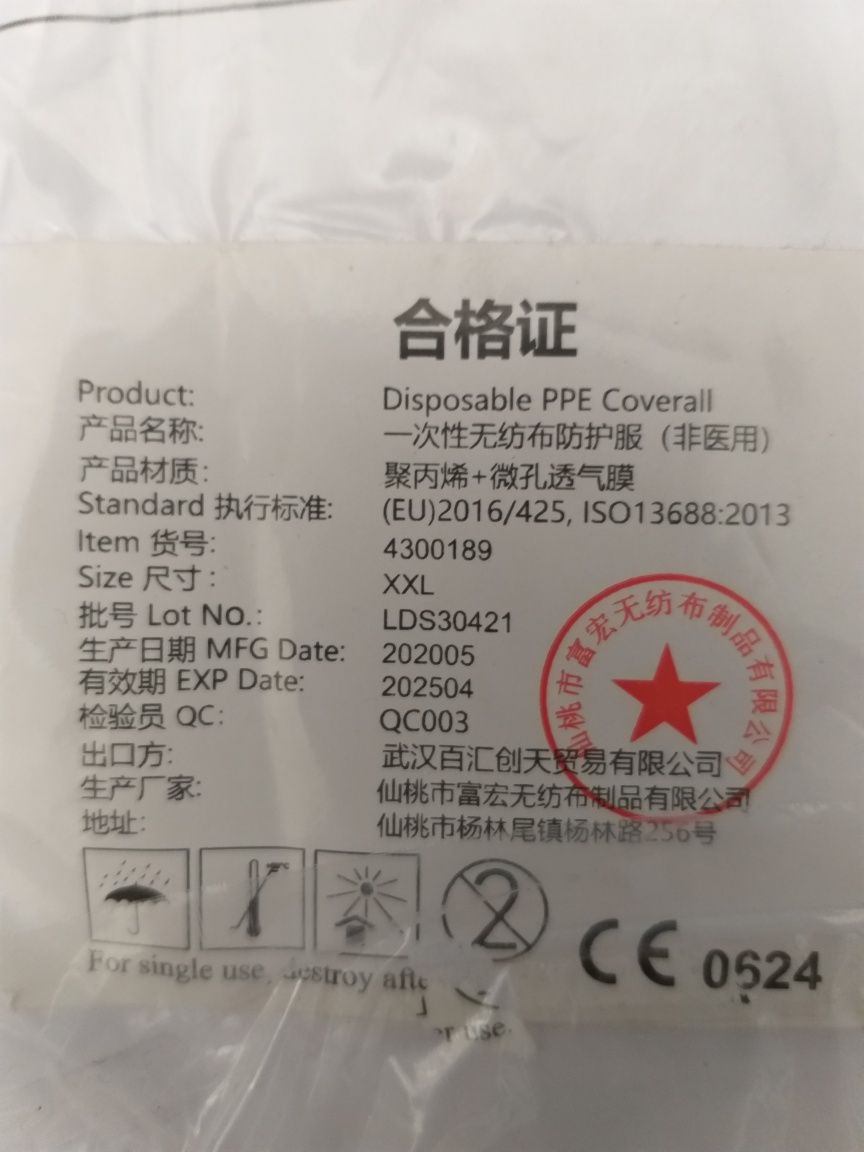 合格证
Product: Disposable PPE Coverall
产品名称: 一次性无纺布防护服（非医用）
产品材质: 聚丙烯+微孔透气膜
Standard 执行标准: (EU)2016/425, ISO13688:2013
Item 货号: 4300189
Size 尺寸: XXL
批号 Lot No.: LDS30421
生产日期 MFG Date: 202005
有效期 EXP Date: 202504
检验员 QC: QC003
出口方: 武汉百汇创天贸易有限公司
生产厂家: 仙桃市富宏无纺布制品有限公司
地址: 仙桃市杨林尾镇杨林路256号
仙桃市富宏无纺布制品有限公司
2
CE 0624
For single use, destroy after use.